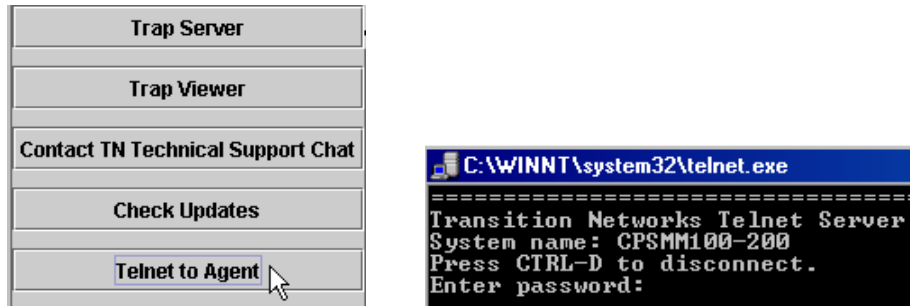 Trap Server
Trap Viewer
Contact TN Technical Support Chat
Check Updates
Telnet to Agent
C:\WINNT\system32\telnet.exe
===================================
Transition Networks Telnet Server
System name: CPSMM100-200
Press CTRL-D to disconnect.
Enter password: